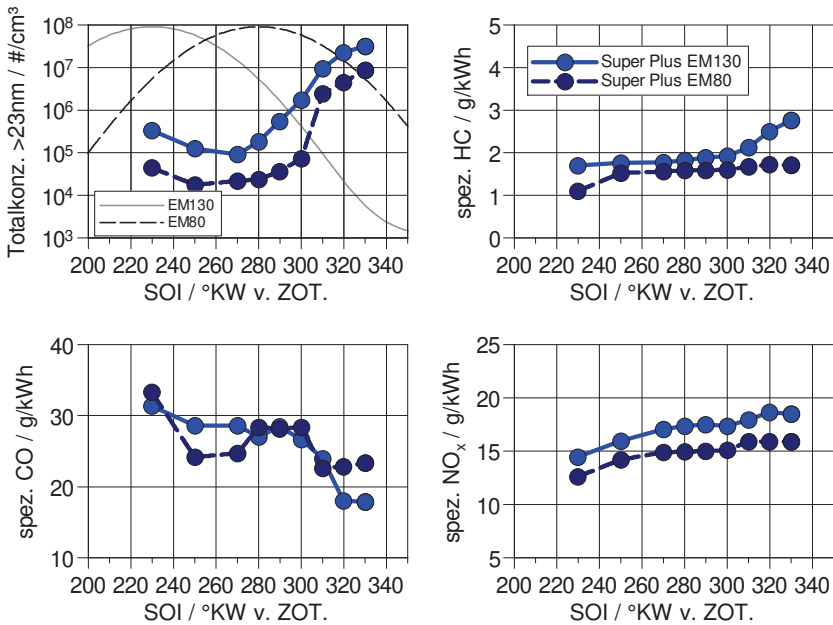 Totalkonz. >23nm / #/cm³
10⁸
10⁷
10⁶
10⁵
10⁴
10³
EM130
EM80
200 220 240 260 280 300 320 340
SOI / °KW v. ZOT.
spez. HC / g/kWh
5
4
3
2
1
0
Super Plus EM130
Super Plus EM80
200 220 240 260 280 300 320 340
SOI / °KW v. ZOT.
spez. CO / g/kWh
40
30
20
10
200 220 240 260 280 300 320 340
SOI / °KW v. ZOT.
spez. NOₓ / g/kWh
25
20
15
10
5
200 220 240 260 280 300 320 340
SOI / °KW v. ZOT.